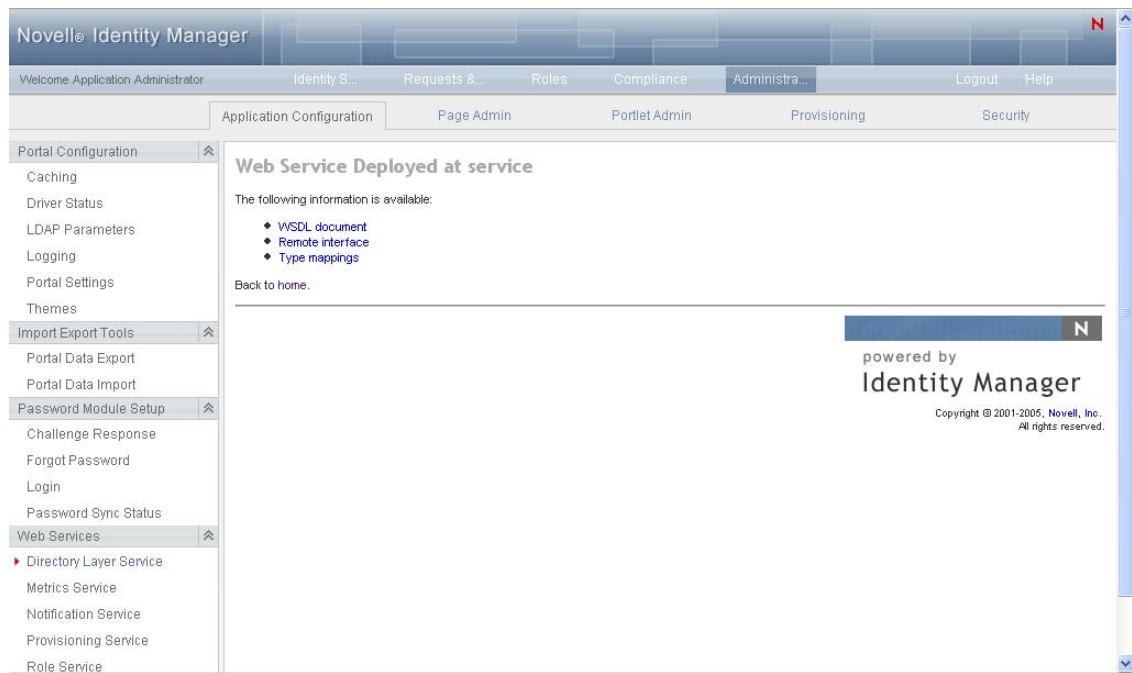 Novell® Identity Manager
N
Welcome Application Administrator
Identity S...
Requests &...
Roles
Compliance
Administra...
Logout
Help
Application Configuration
Page Admin
Portlet Admin
Provisioning
Security
Portal Configuration
Caching
Driver Status
LDAP Parameters
Logging
Portal Settings
Themes
Import Export Tools
Portal Data Export
Portal Data Import
Password Module Setup
Challenge Response
Forgot Password
Login
Password Sync Status
Web Services
Directory Layer Service
Metrics Service
Notification Service
Provisioning Service
Role Service
Web Service Deployed at service
The following information is available:
WSDL document
Remote interface
Type mappings
Back to home.
N
powered by
Identity Manager
Copyright © 2001-2005, Novell, Inc.
All rights reserved.